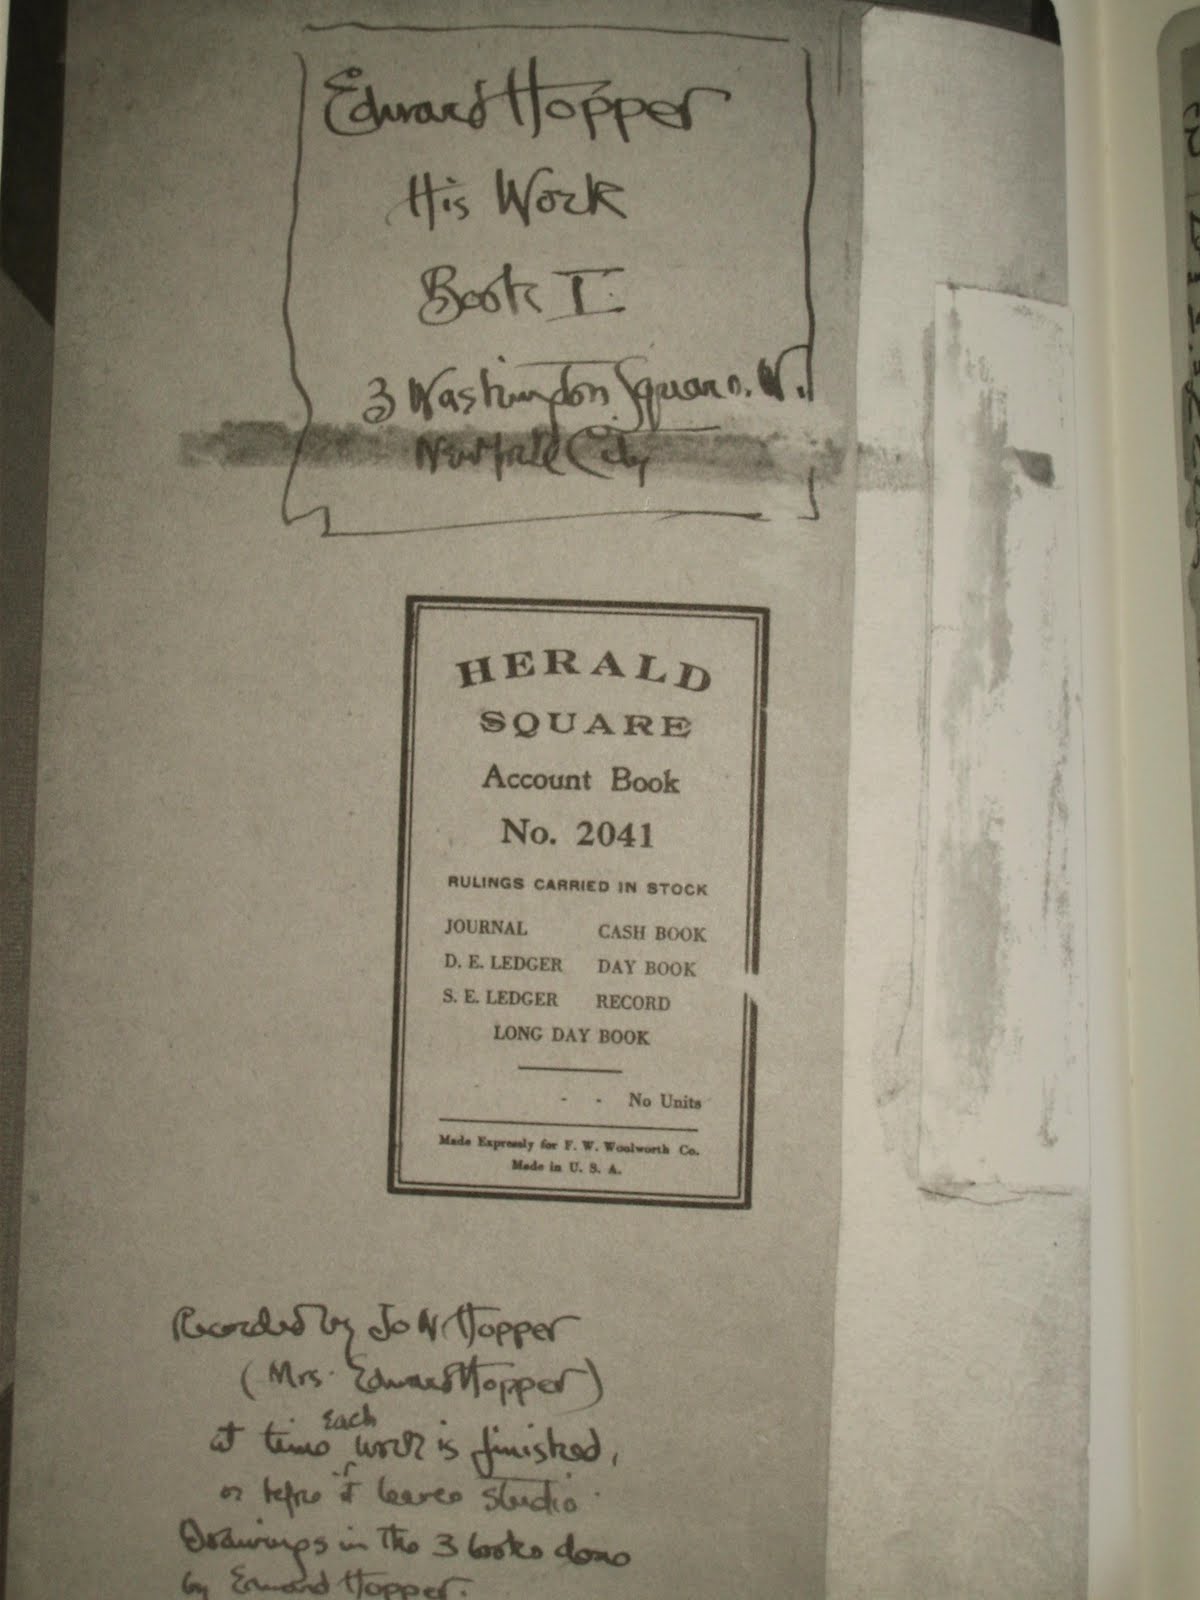 Edward Hopper
His Work
Book I.
3 Washington Square. W.
New York City
HERALD
SQUARE
Account Book
No. 2041
RULINGS CARRIED IN STOCK
JOURNAL CASH BOOK
D. E. LEDGER DAY BOOK
S. E. LEDGER RECORD
LONG DAY BOOK
- - No Units
Made Expressly for F. W. Woolworth Co.
Made in U. S. A.
Recorded by Jo N Hopper
(Mrs. Edward Hopper)
at time each work is finished,
or before it leaves studio.
Drawings in the 3 books done
by Edward Hopper.